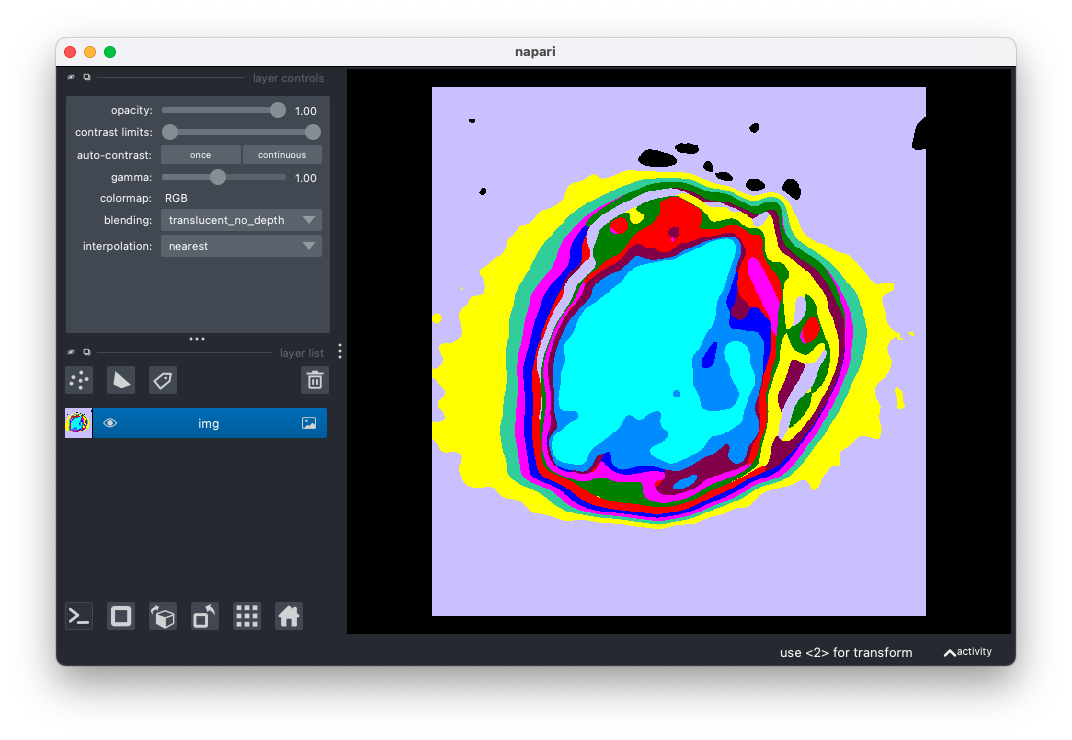 napari
layer controls
opacity: 1.00
contrast limits:
auto-contrast: once continuous
gamma: 1.00
colormap: RGB
blending: translucent_no_depth
interpolation: nearest
layer list
img
use <2> for transform activity